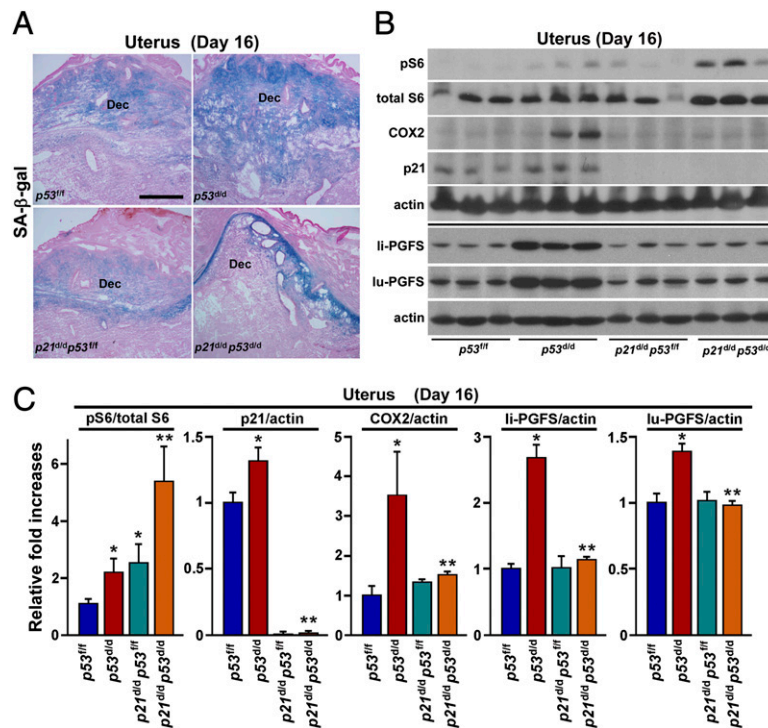 A
Uterus (Day 16)
SA-β-gal
Dec
p53f/f
Dec
p53d/d
Dec
p21d/dp53f/f
Dec
p21d/dp53d/d
B
Uterus (Day 16)
pS6
total S6
COX2
p21
actin
li-PGFS
lu-PGFS
actin
p53f/f p53d/d p21d/dp53f/f p21d/dp53d/d
C
Uterus (Day 16)
pS6/total S6 p21/actin COX2/actin li-PGFS/actin lu-PGFS/actin
Relative fold increases
6
4
2
0
* * **
p53f/f
p53d/d
p21d/dp53f/f
p21d/dp53d/d
1.5
1
0.5
0
* **
p53f/f
p53d/d
p21d/dp53f/f
p21d/dp53d/d
5
4
3
2
1
0
* **
p53f/f
p53d/d
p21d/dp53f/f
p21d/dp53d/d
3
2
1
0
* **
p53f/f
p53d/d
p21d/dp53f/f
p21d/dp53d/d
1.5
1
0.5
0
* **
p53f/f
p53d/d
p21d/dp53f/f
p21d/dp53d/d